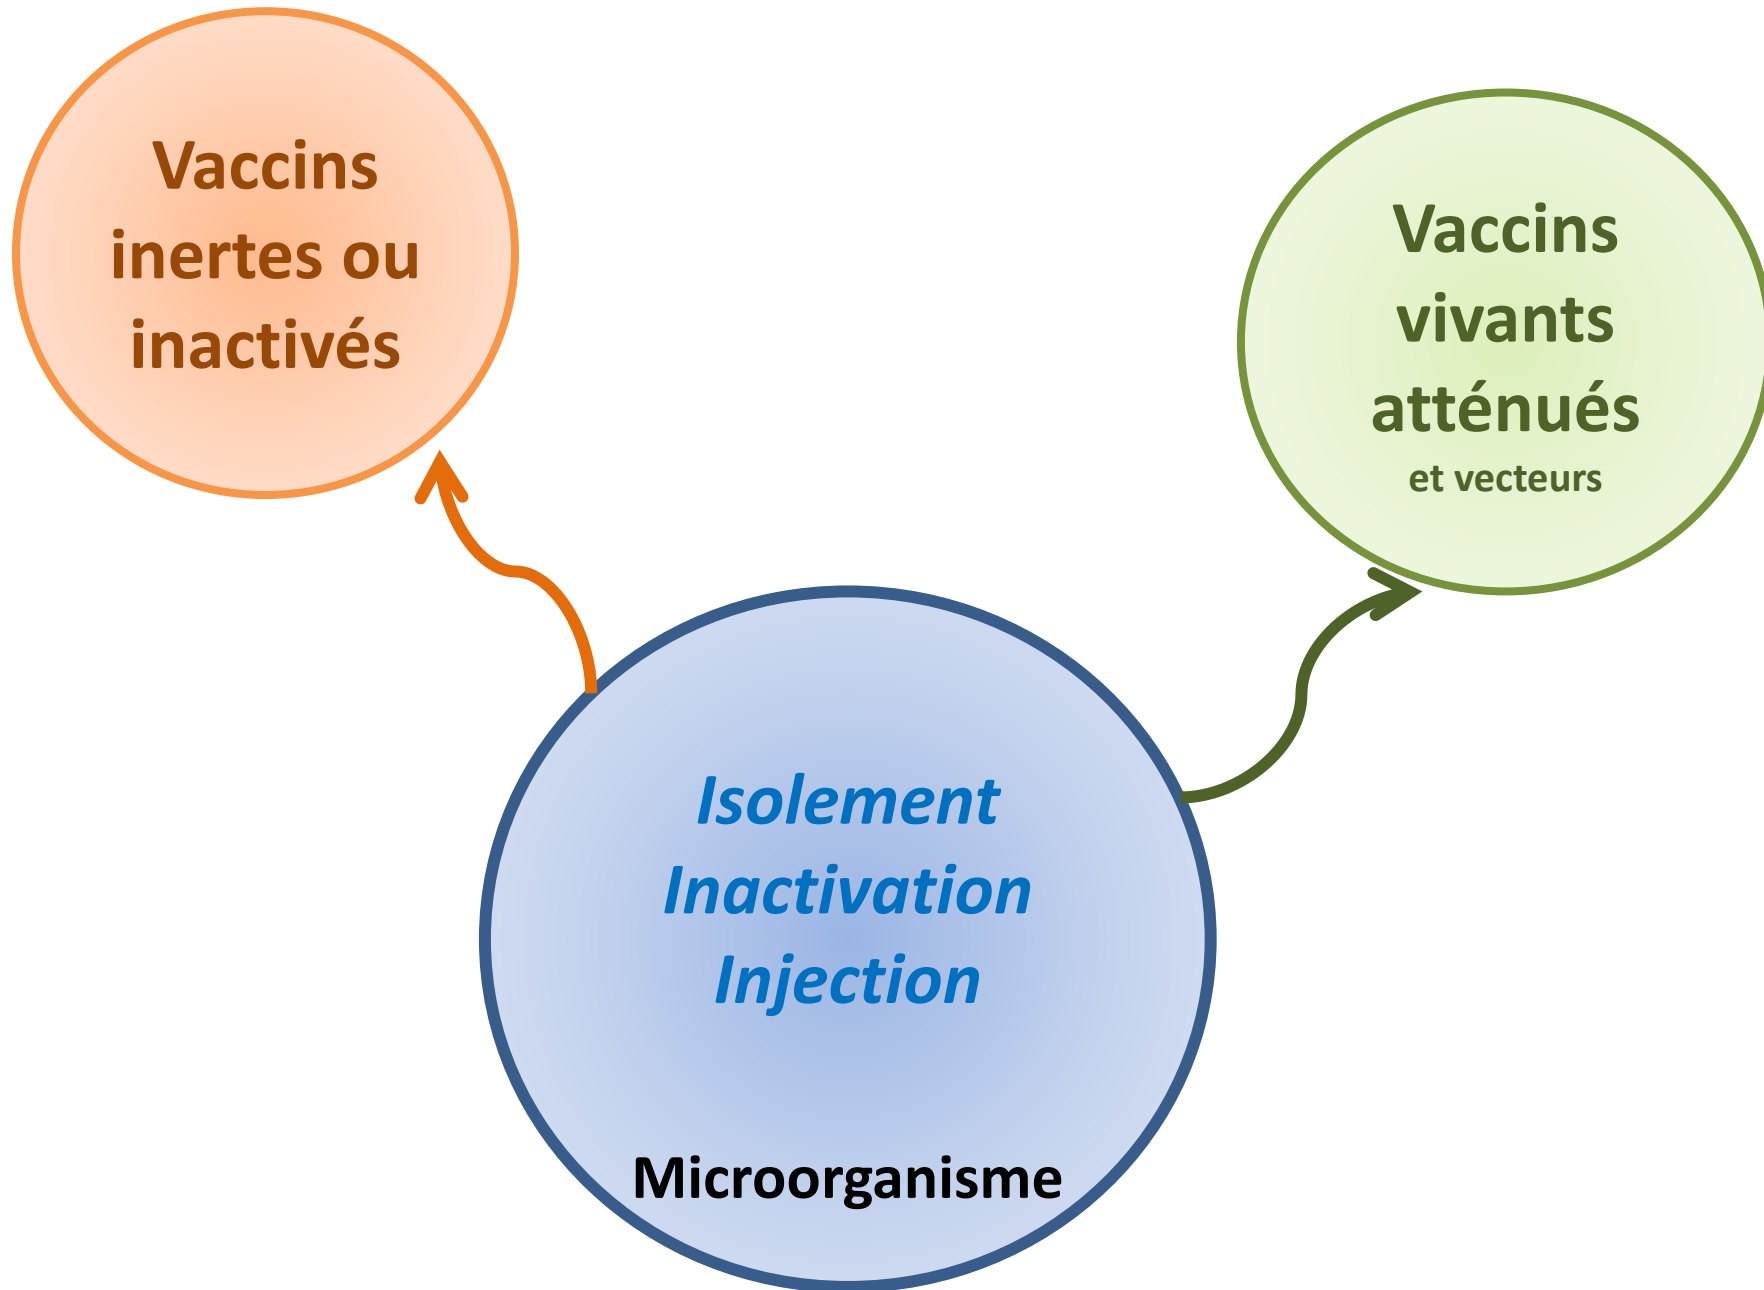 Vaccins
inertes ou
inactivés
Vaccins
vivants
atténués
et vecteurs
Isolement
Inactivation
Injection
Microorganisme